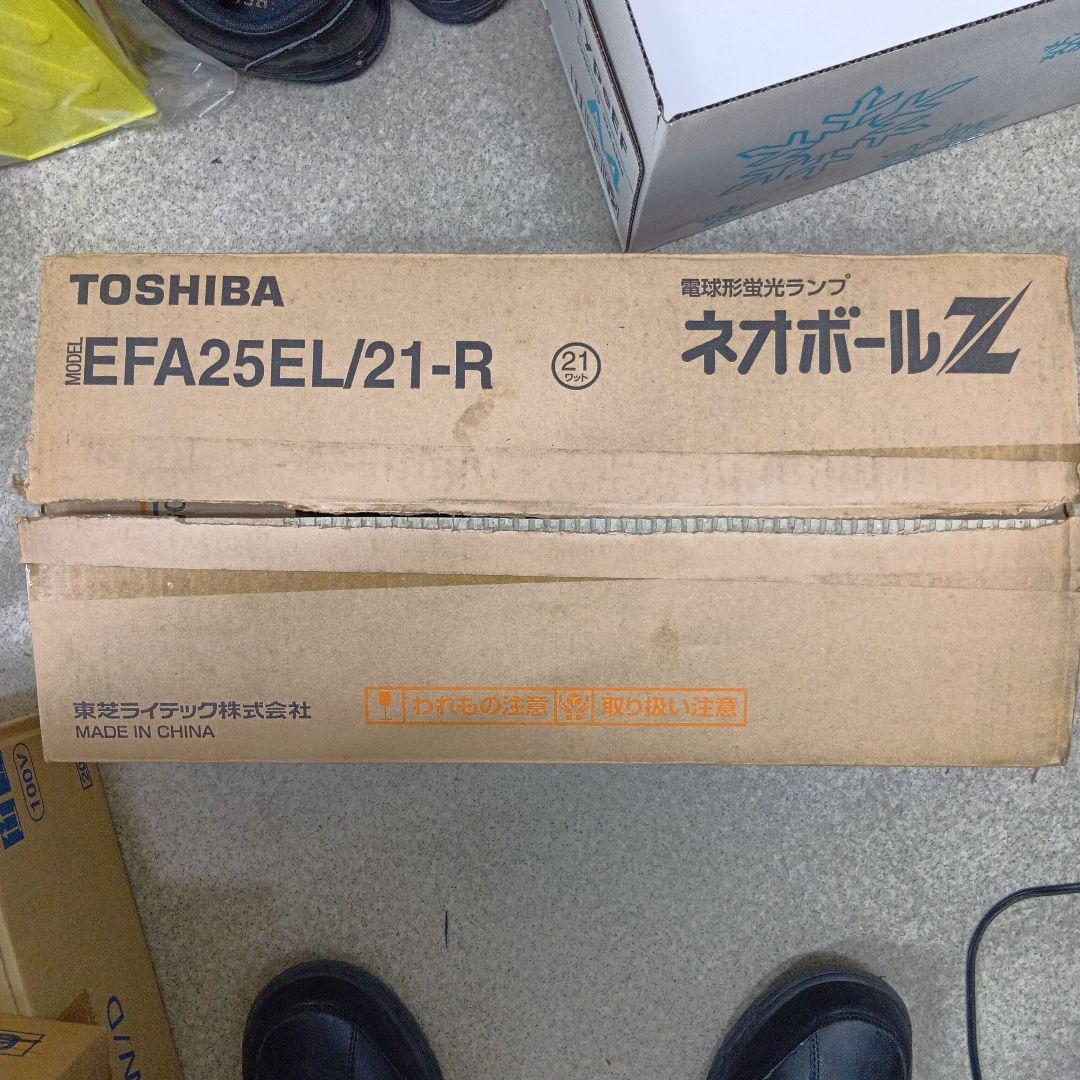 TOSHIBA
MODEL EFA25EL/21-R
21
ワット
電球形蛍光ランプ
ネオボールZ
東芝ライテック株式会社
MADE IN CHINA
われもの注意 取り扱い注意
100V